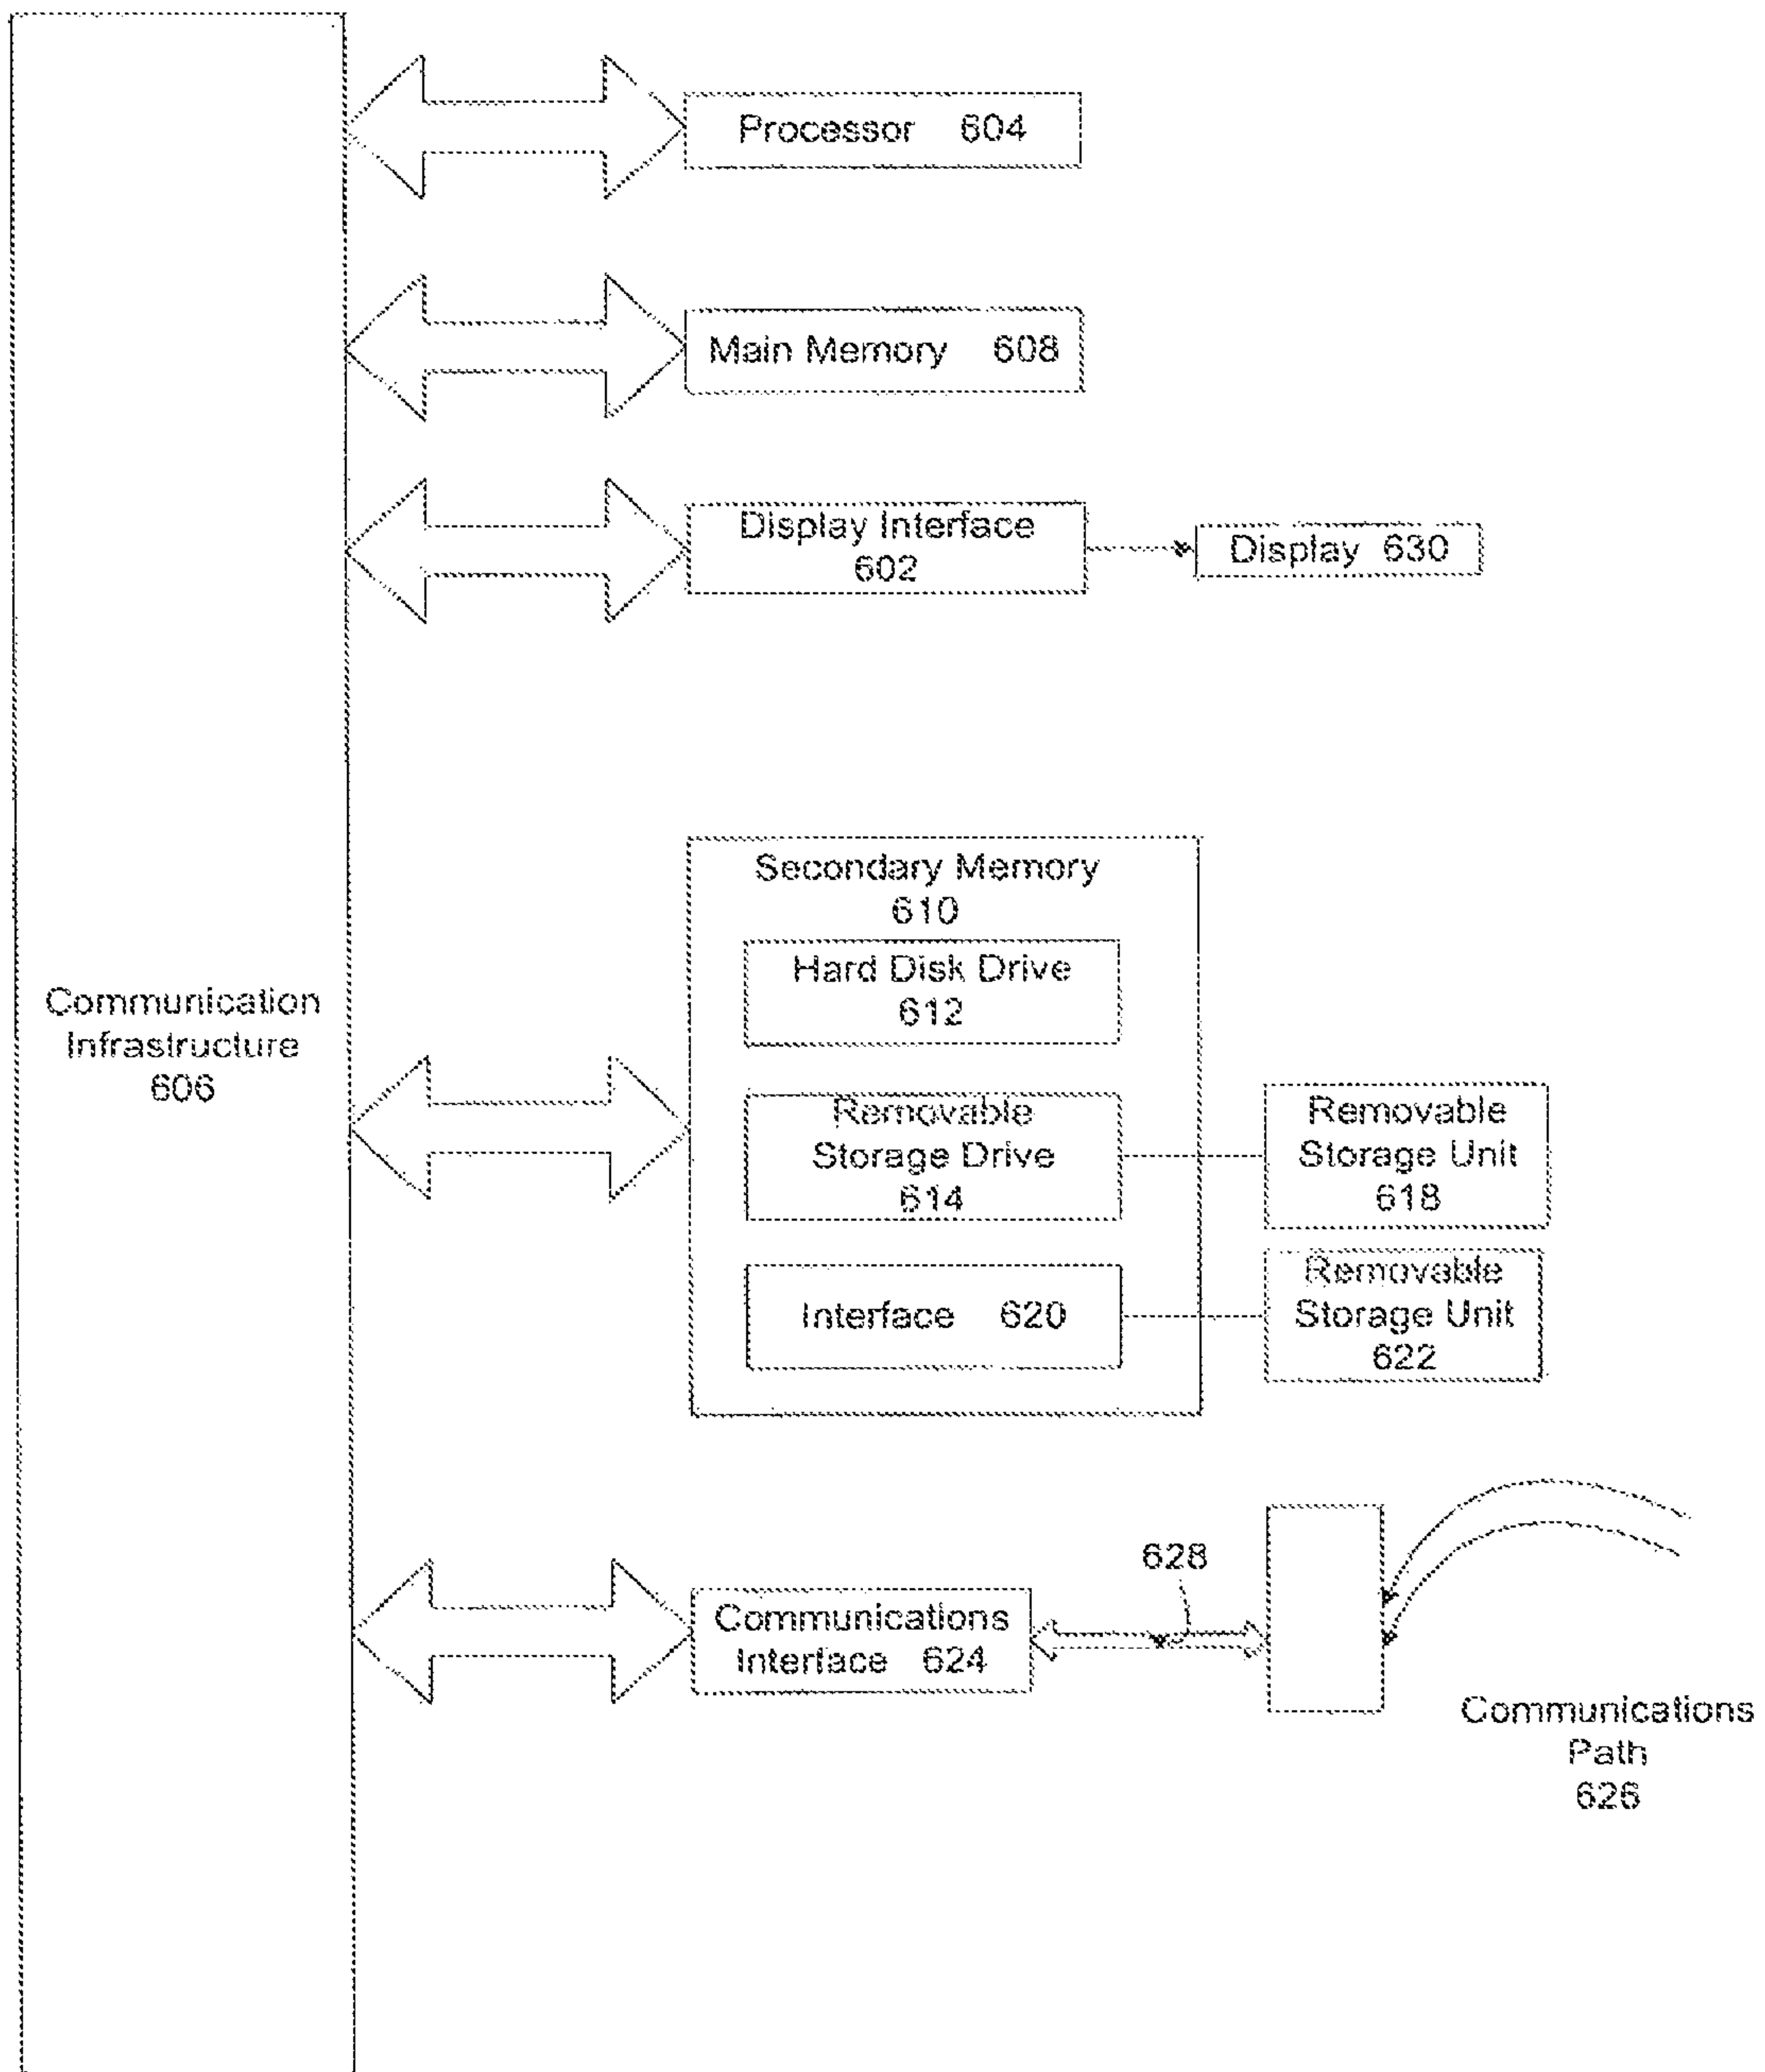 Processor 604
Main Memory 608
Display Interface
602
Display 630
Secondary Memory
610
Hard Disk Drive
612
Communication
Infrastructure
606
Removable
Storage Drive
614
Removable
Storage Unit
618
Interface 620
Removable
Storage Unit
622
628
Communications
Interface 624
Communications
Path
626